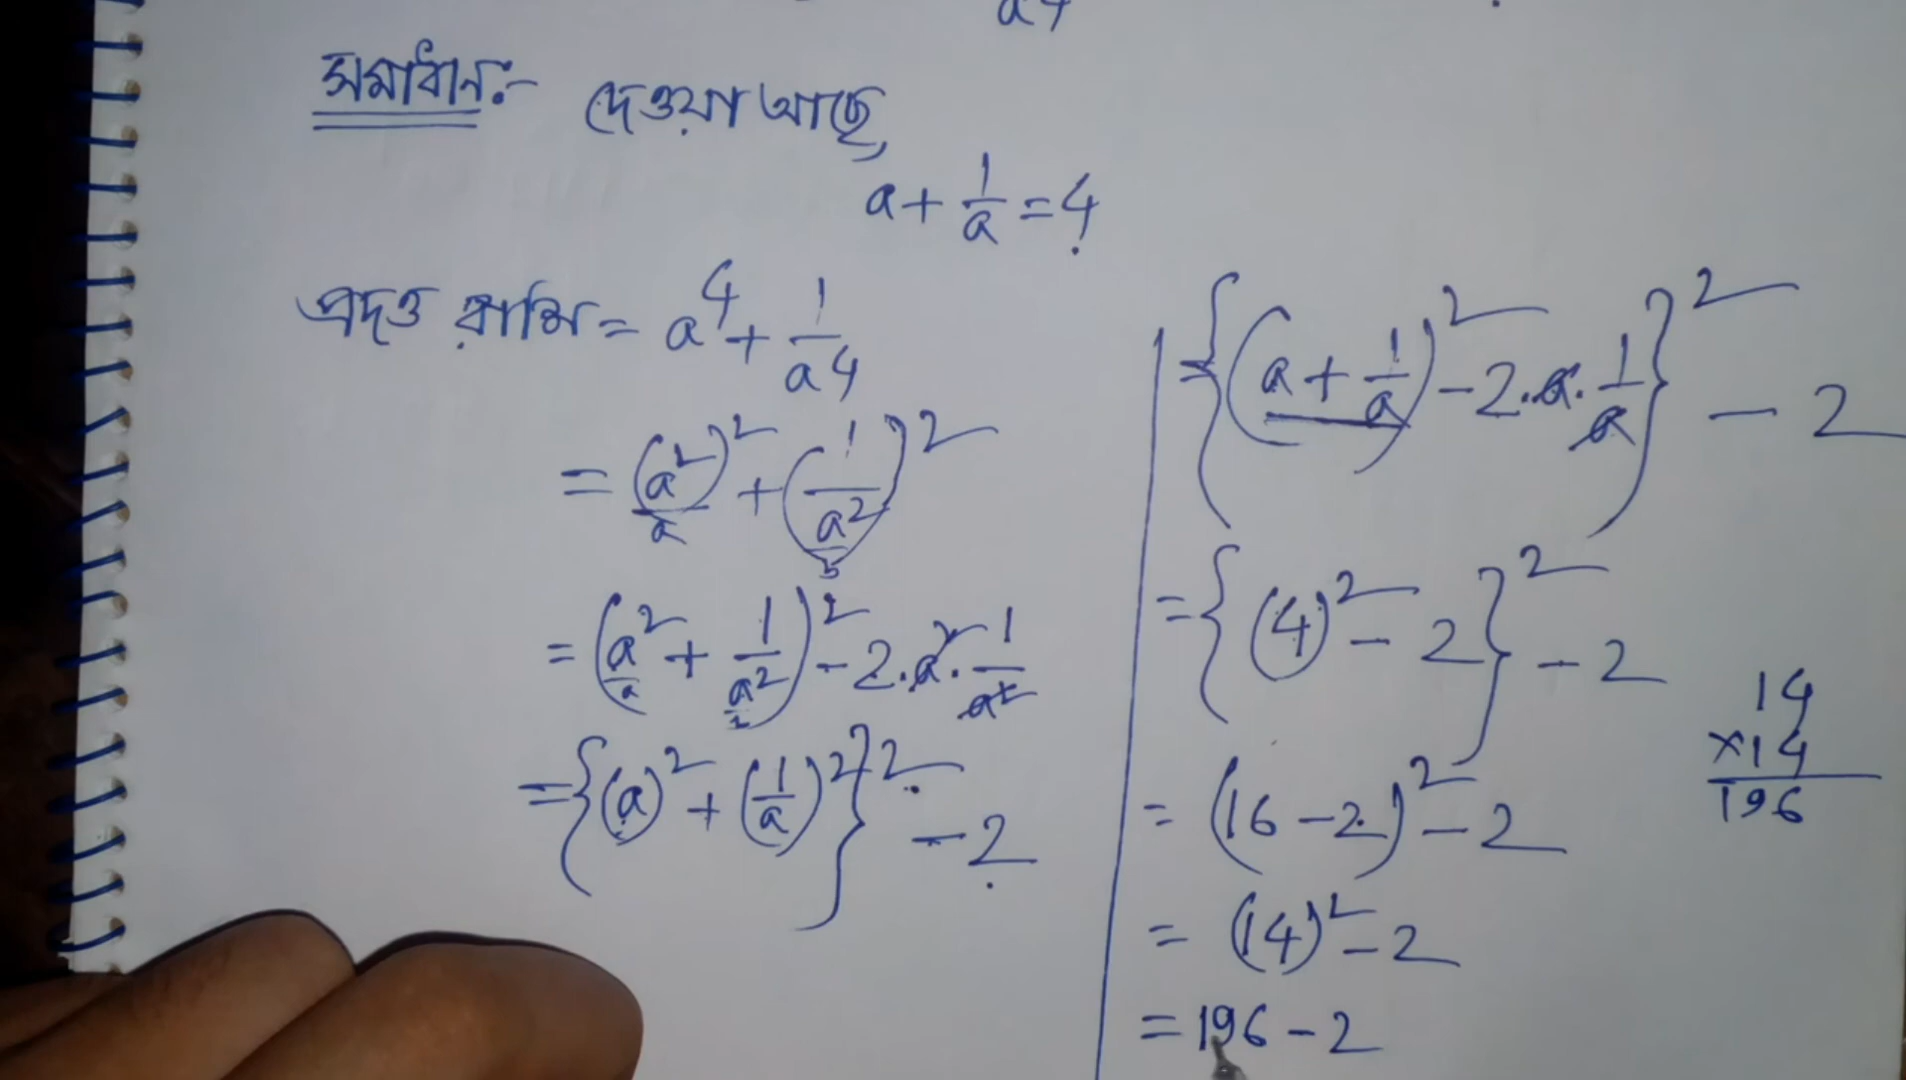 a4
সমাধান:- দেওয়া আছে,
a + 1/a = 4
প্রদত্ত রাশি = a⁴ + 1/a⁴
= (a²)² + (1/a²)²
a b
= (a² + 1/a²)² - 2.a².1/a²
= {(a)² + (1/a)²}² - 2
= {(a + 1/a)² - 2.a.1/a}² - 2
= {(4)² - 2}² - 2
= (16 - 2)² - 2
= (14)² - 2
= 196 - 2
14
×14
196